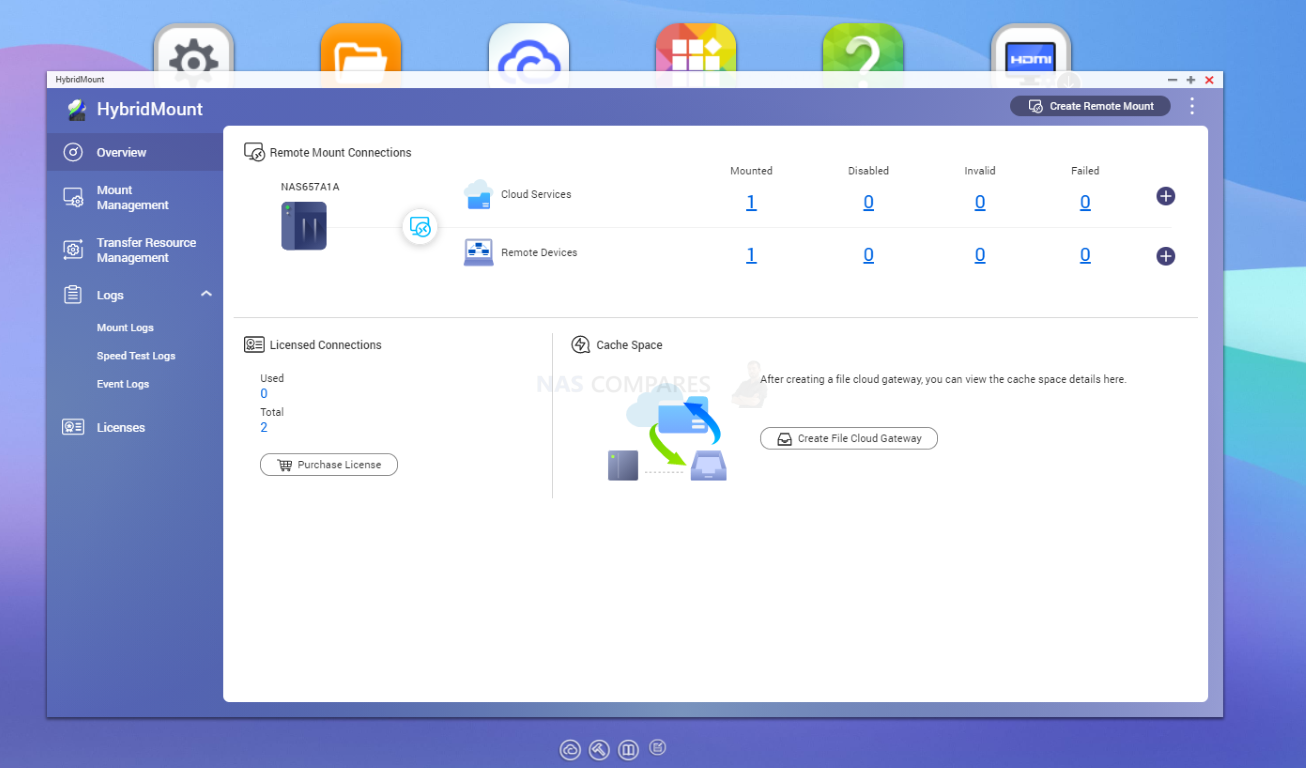 HDMI
HybridMount
HybridMount
Create Remote Mount
Overview
Mount
Management
Transfer Resource
Management
Logs
Mount Logs
Speed Test Logs
Event Logs
Licenses
Remote Mount Connections
Mounted Disabled Invalid Failed
NAS657A1A
Cloud Services 1 0 0 0
Remote Devices 1 0 0 0
Licensed Connections
Used
0
Total
2
Purchase License
Cache Space
NAS COMPARES
After creating a file cloud gateway, you can view the cache space details here.
Create File Cloud Gateway